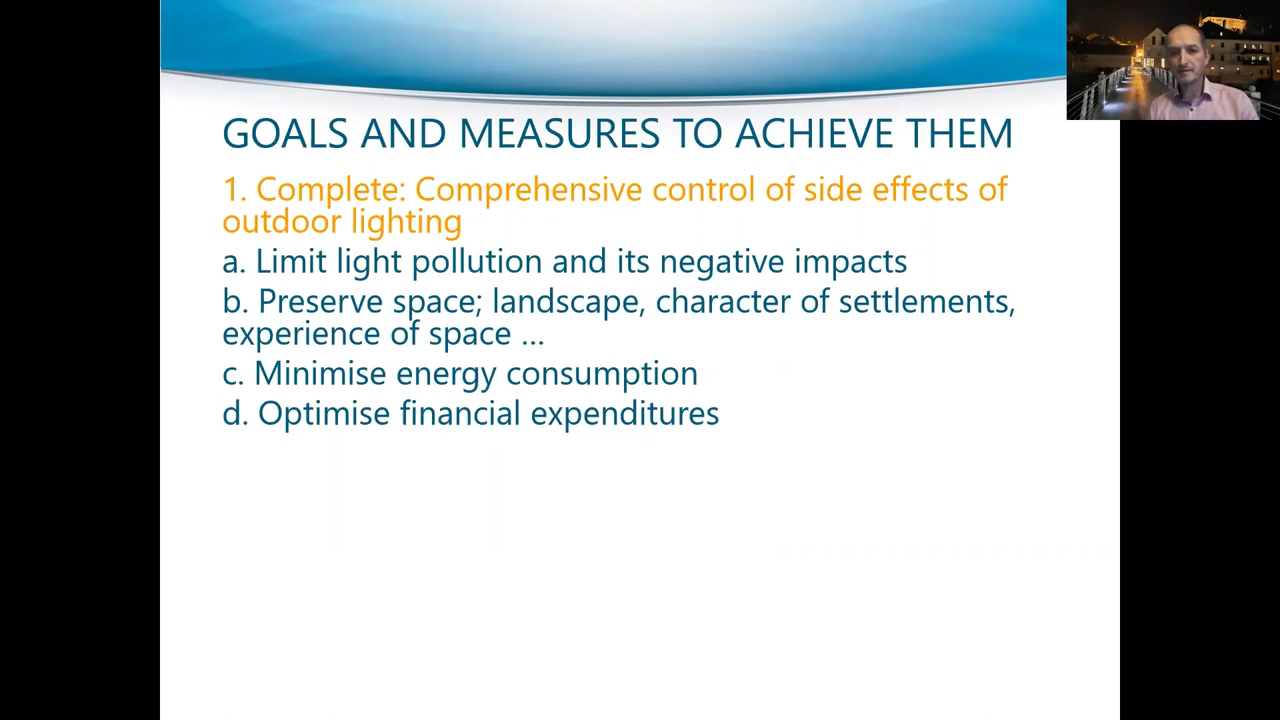 GOALS AND MEASURES TO ACHIEVE THEM
1. Complete: Comprehensive control of side effects of
outdoor lighting
a. Limit light pollution and its negative impacts
b. Preserve space; landscape, character of settlements,
experience of space ...
c. Minimise energy consumption
d. Optimise financial expenditures